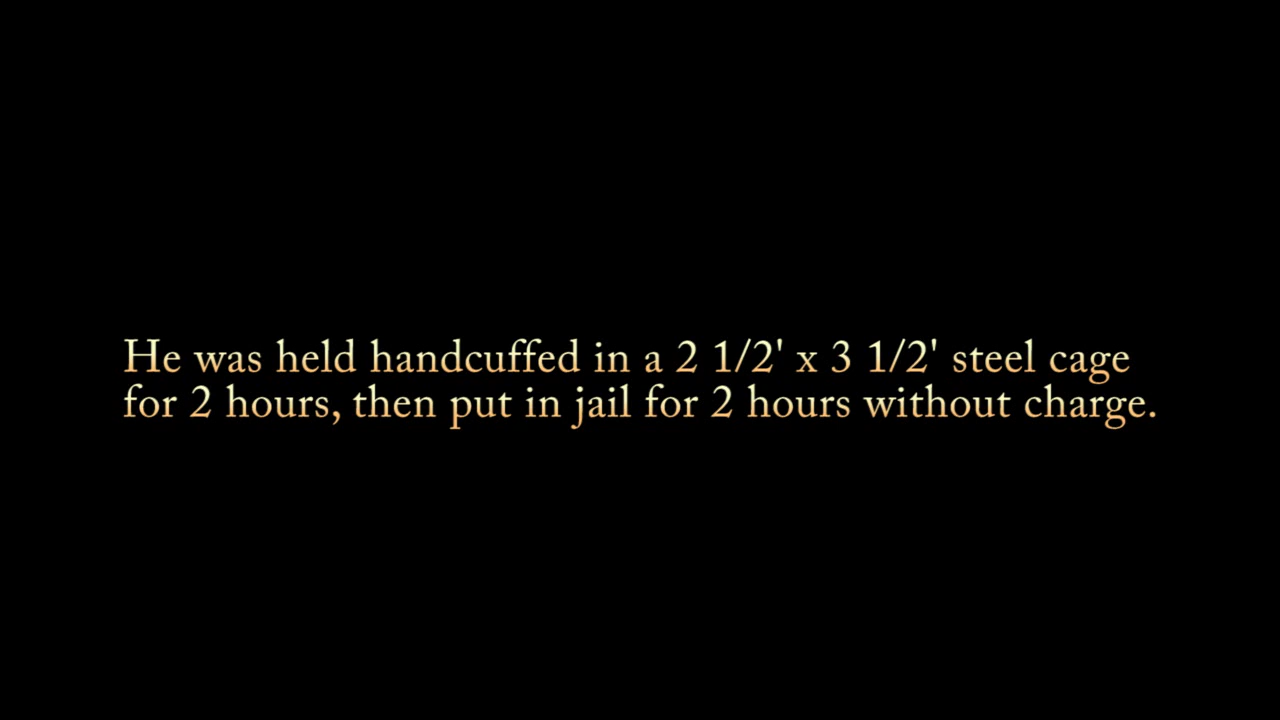 He was held handcuffed in a 2 1/2' x 3 1/2' steel cage
for 2 hours, then put in jail for 2 hours without charge.